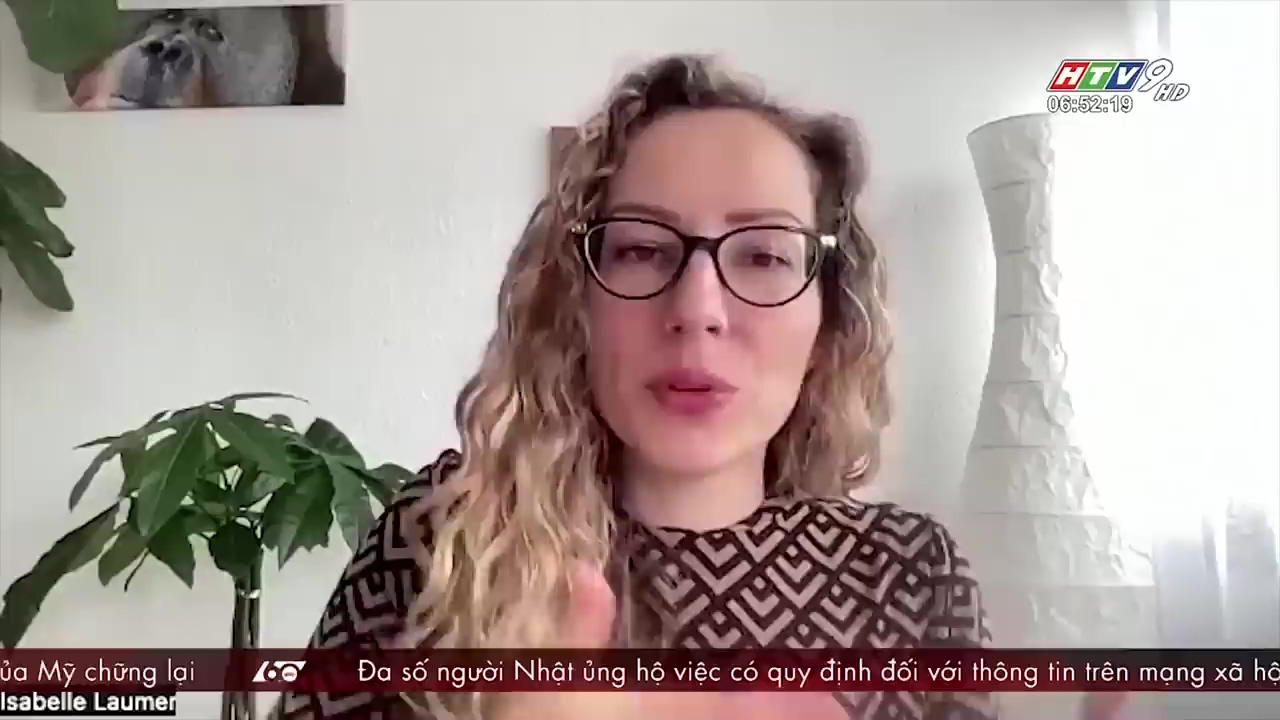 HTV9 HD
06:52:19
ủa Mỹ chững lại 60 Đa số người Nhật ủng hộ việc có quy định đối với thông tin trên mạng xã hộ
Isabelle Laumer